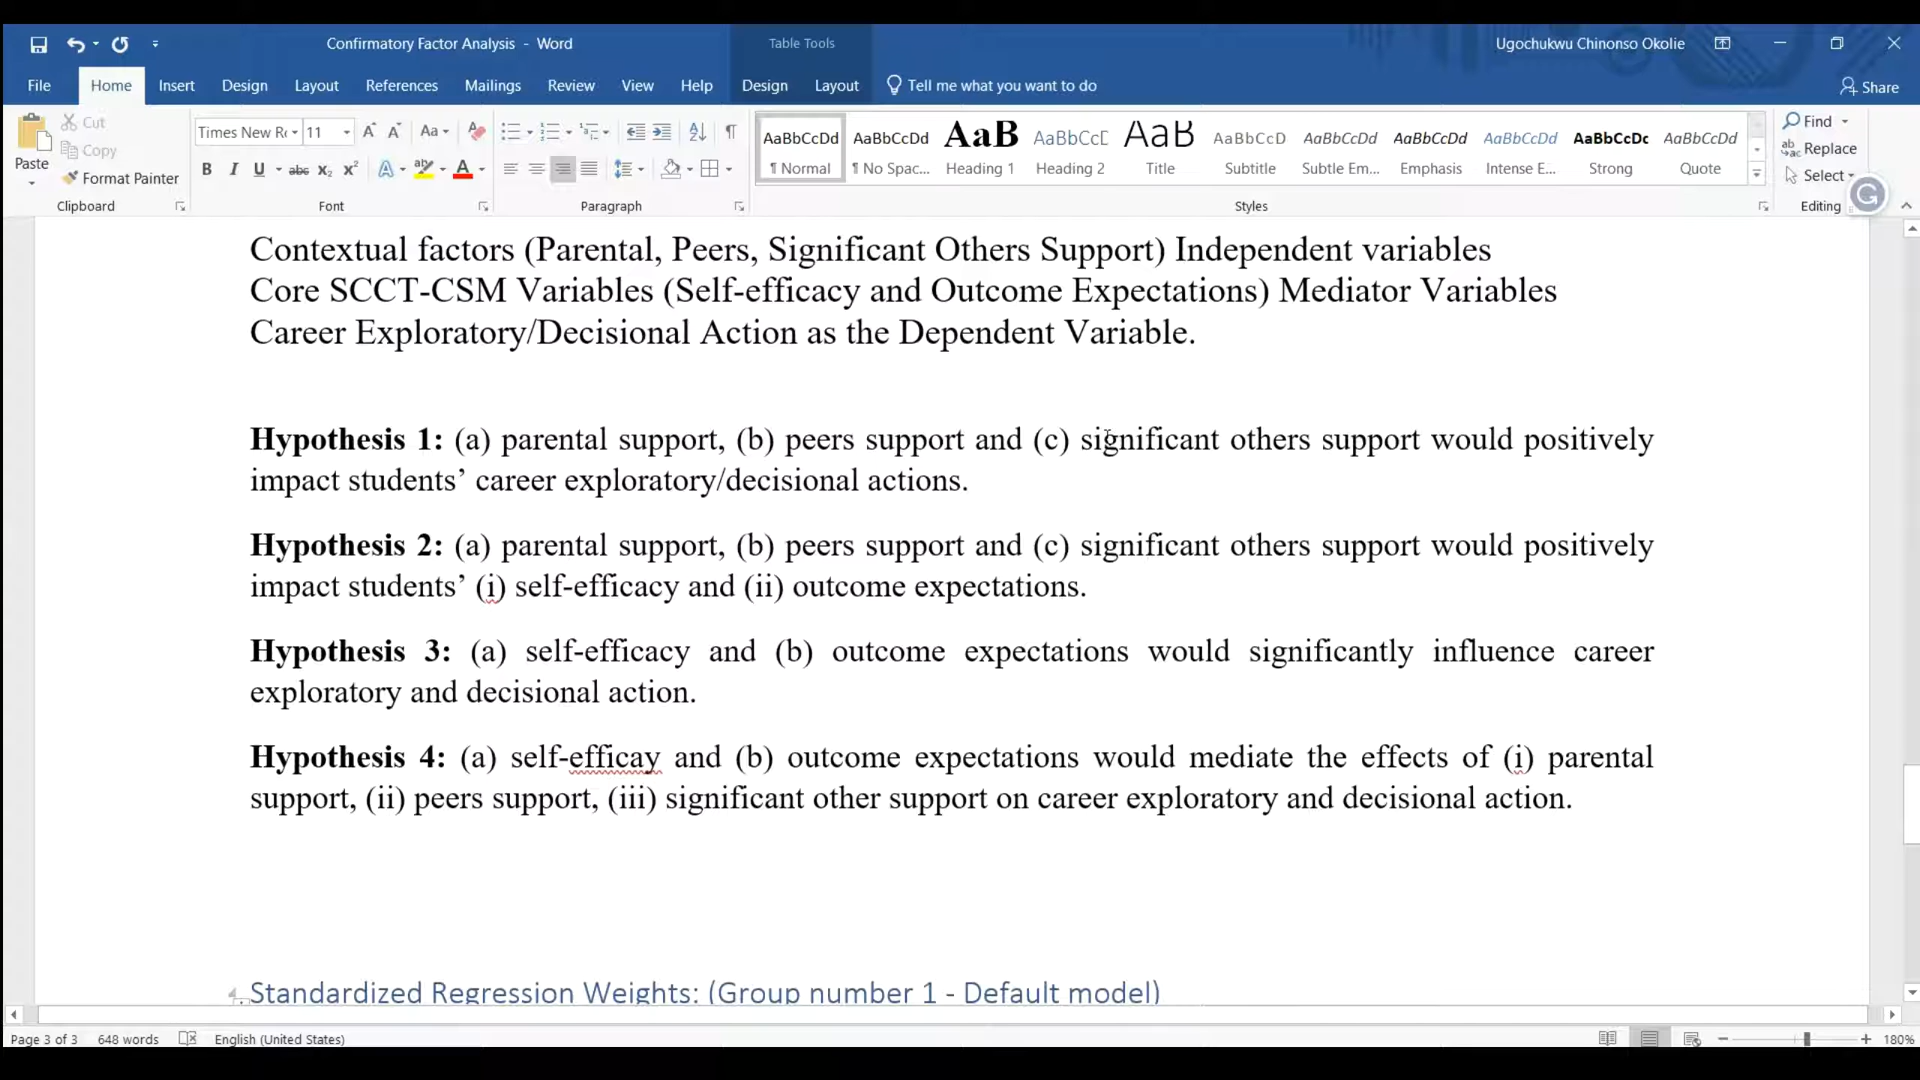 Confirmatory Factor Analysis - Word
Table Tools
Ugochukwu Chinonso Okolie
File Home Insert Design Layout References Mailings Review View Help Design Layout Tell me what you want to do Share
Paste
Cut
Copy
Format Painter
Clipboard
Times New Ro 11
Aa
B I U abc x₂ x² A A
Font
Paragraph
AaBbCcDd AaBbCcDd AaB AaBbCcD AaB AaBbCcD AaBbCcDd AaBbCcDd AaBbCcDd AaBbCcDc AaBbCcDd
¶ Normal ¶ No Spac... Heading 1 Heading 2 Title Subtitle Subtle Em... Emphasis Intense E... Strong Quote
Styles
Find
Replace
Select
Editing
Contextual factors (Parental, Peers, Significant Others Support) Independent variables
Core SCCT-CSM Variables (Self-efficacy and Outcome Expectations) Mediator Variables
Career Exploratory/Decisional Action as the Dependent Variable.
Hypothesis 1: (a) parental support, (b) peers support and (c) significant others support would positively
impact students’ career exploratory/decisional actions.
Hypothesis 2: (a) parental support, (b) peers support and (c) significant others support would positively
impact students’ (i) self-efficacy and (ii) outcome expectations.
Hypothesis 3: (a) self-efficacy and (b) outcome expectations would significantly influence career
exploratory and decisional action.
Hypothesis 4: (a) self-efficay and (b) outcome expectations would mediate the effects of (i) parental
support, (ii) peers support, (iii) significant other support on career exploratory and decisional action.
Standardized Regression Weights: (Group number 1 - Default model)
Page 3 of 3 648 words English (United States) 180%